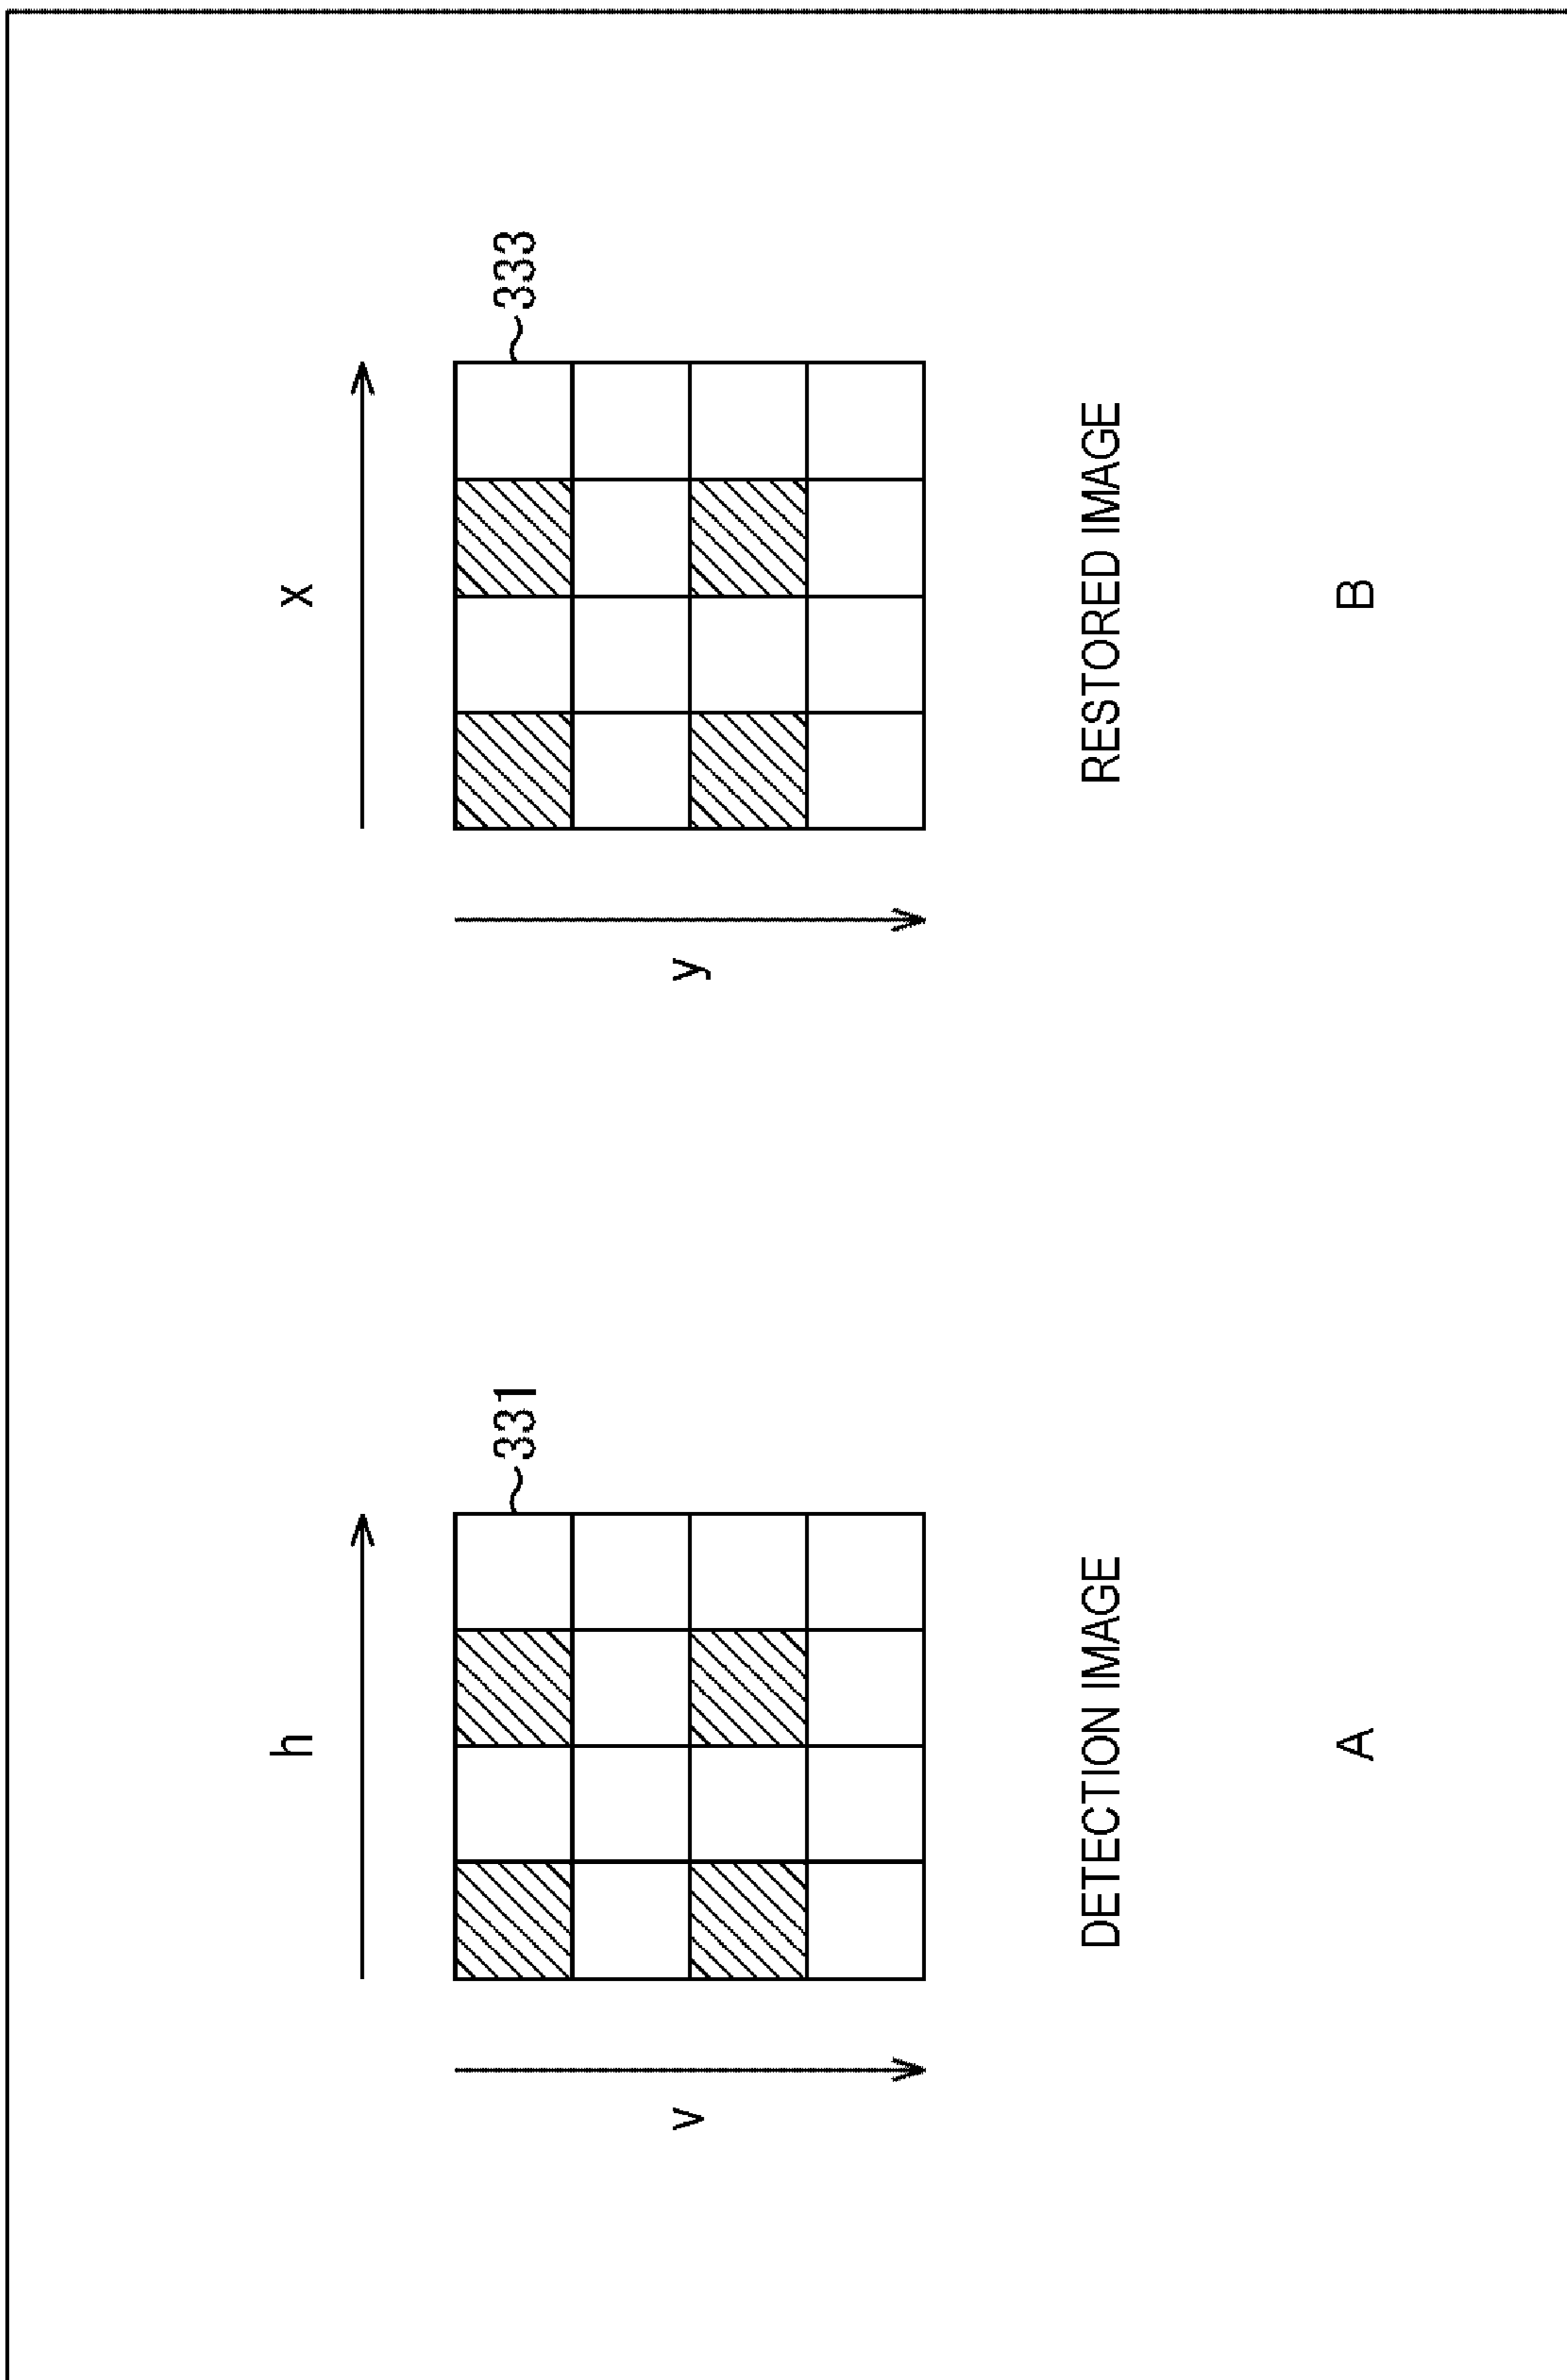 h
v
331
DETECTION IMAGE
A
x
y
333
RESTORED IMAGE
B